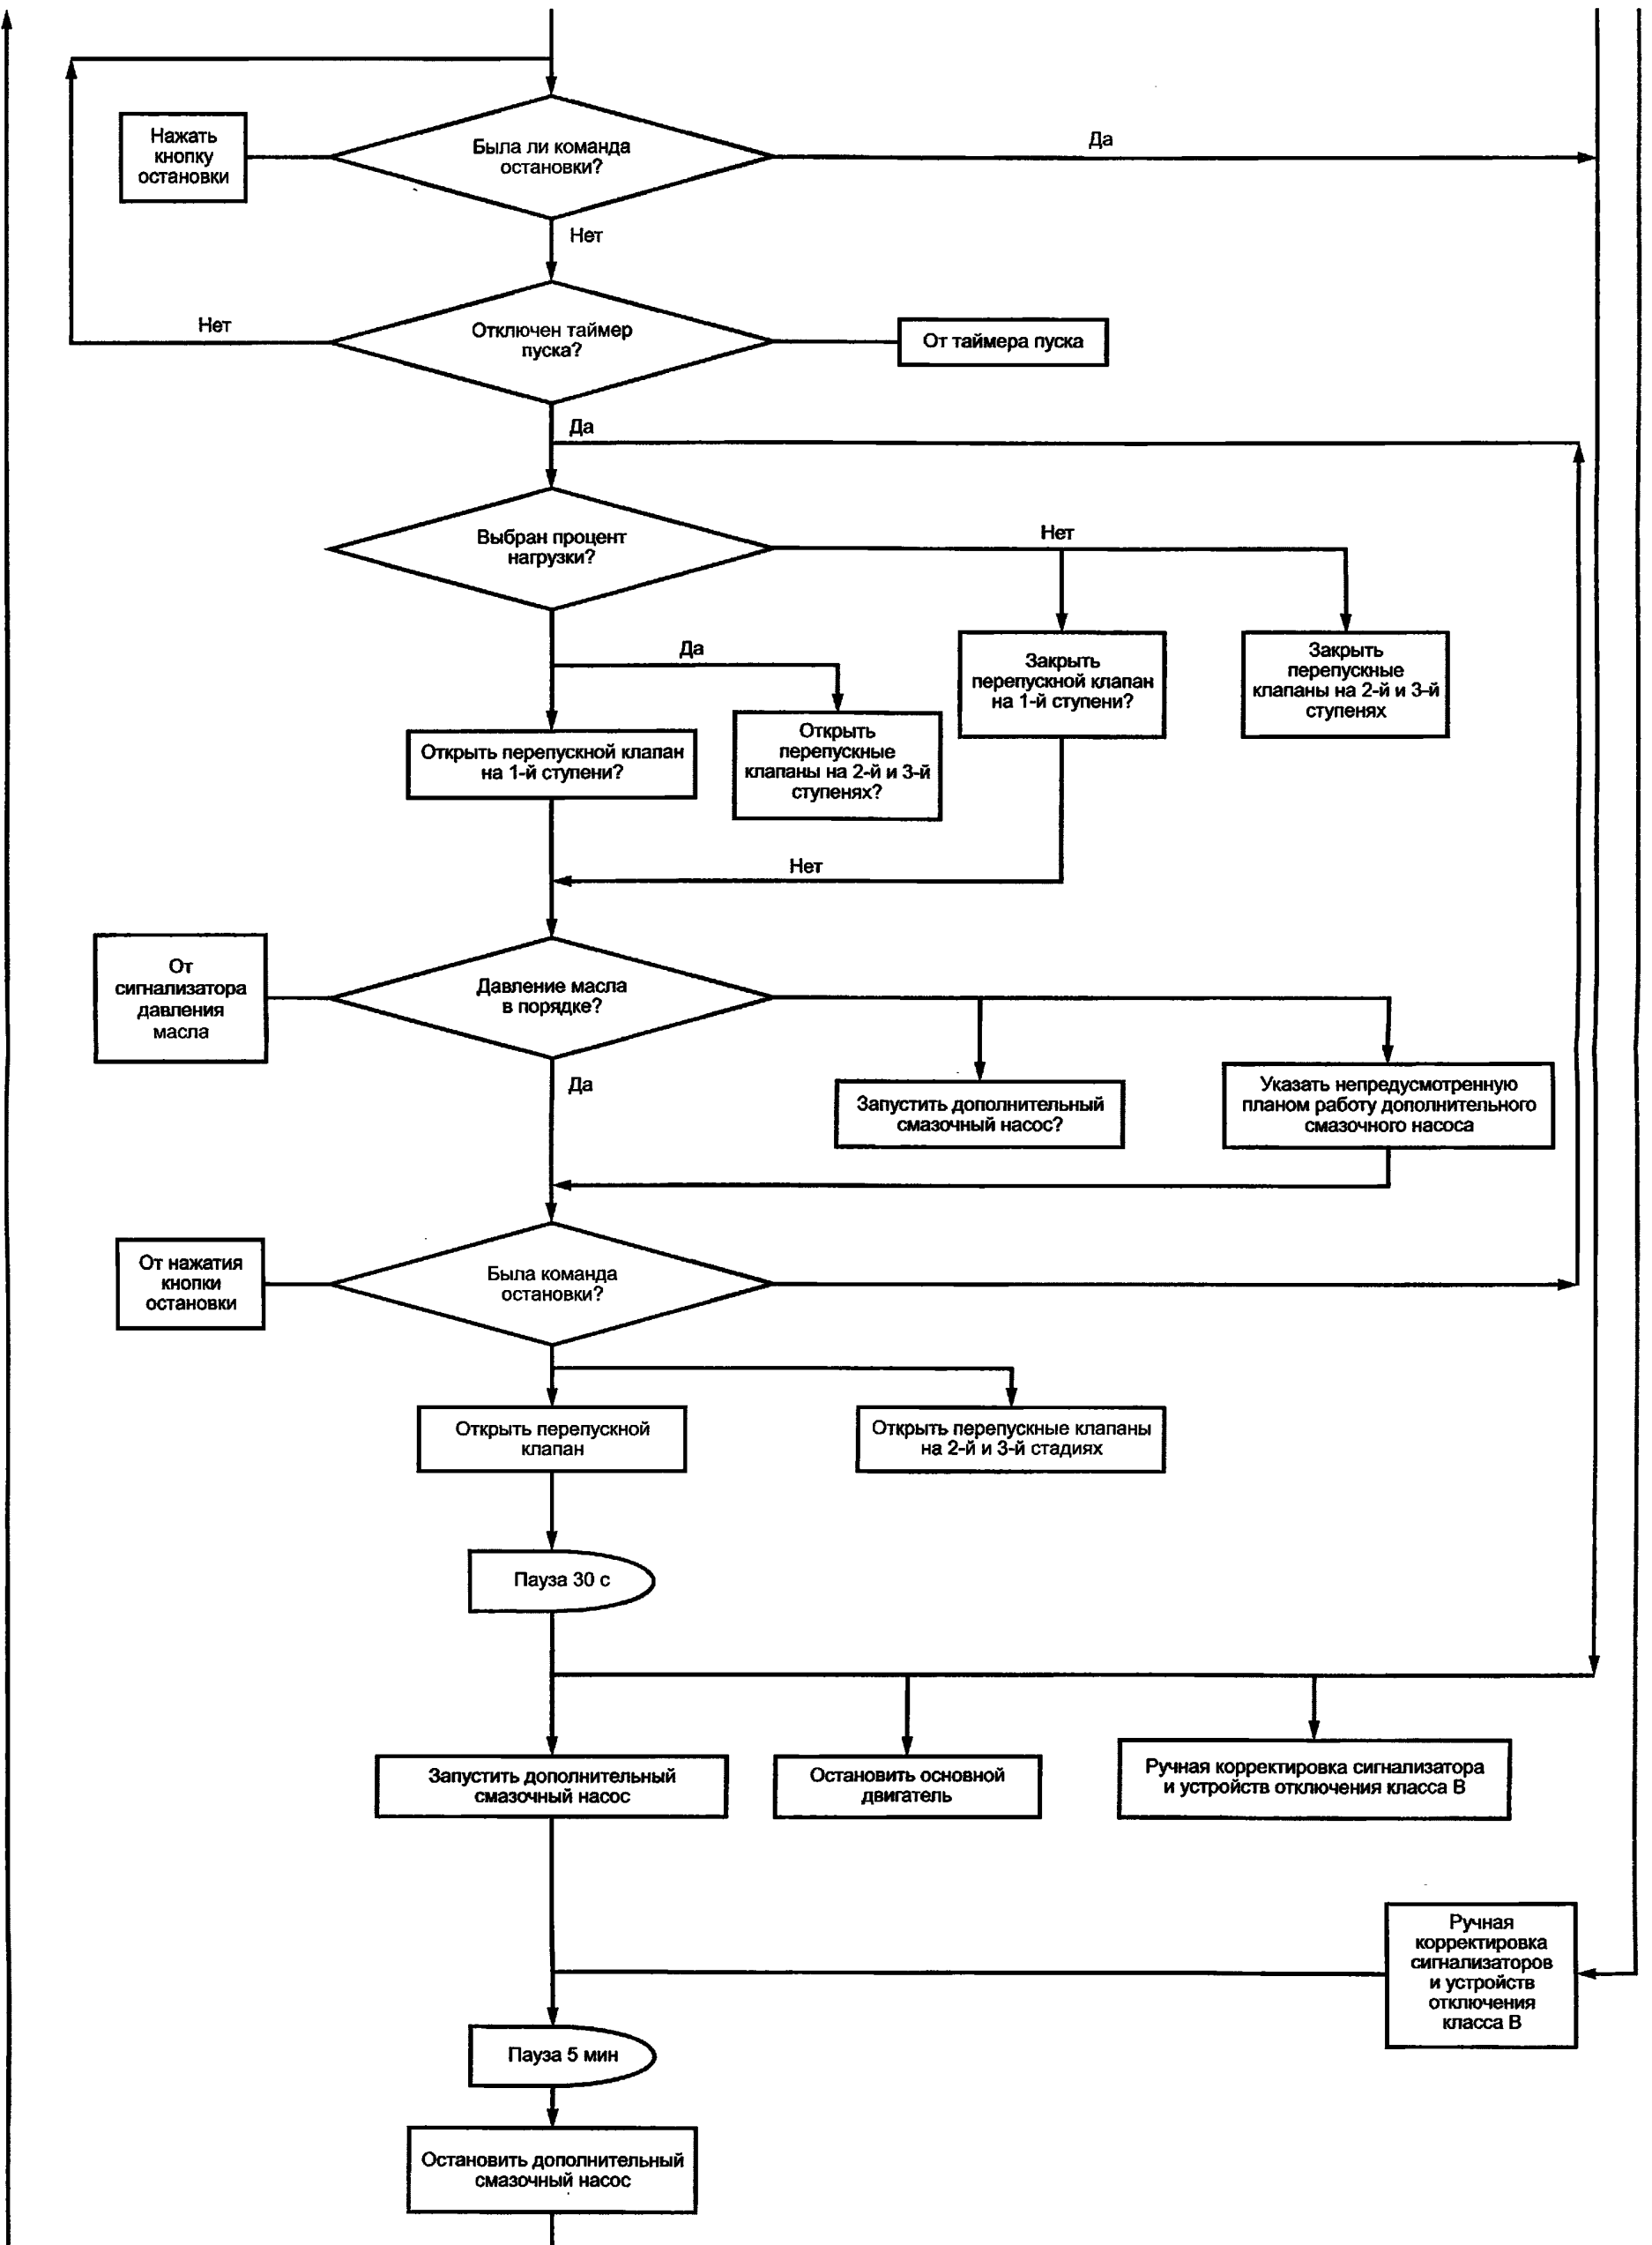 Нажать
кнопку
остановки
Была ли команда
остановки?
Да
Нет
Нет
Отключен таймер
пуска?
От таймера пуска
Да
Выбран процент
нагрузки?
Нет
Да
Закрыть
перепускной клапан
на 1-й ступени?
Закрыть
перепускные
клапаны на 2-й и 3-й
ступенях
Открыть перепускной клапан
на 1-й ступени?
Открыть
перепускные
клапаны на 2-й и 3-й
ступенях?
Нет
От
сигнализатора
давления
масла
Давление масла
в порядке?
Да
Запустить дополнительный
смазочный насос?
Указать непредусмотренную
планом работу дополнительного
смазочного насоса
От нажатия
кнопки
остановки
Была команда
остановки?
Открыть перепускной
клапан
Открыть перепускные клапаны
на 2-й и 3-й стадиях
Пауза 30 с
Запустить дополнительный
смазочный насос
Остановить основной
двигатель
Ручная корректировка сигнализатора
и устройств отключения класса В
Ручная
корректировка
сигнализаторов
и устройств
отключения
класса В
Пауза 5 мин
Остановить дополнительный
смазочный насос